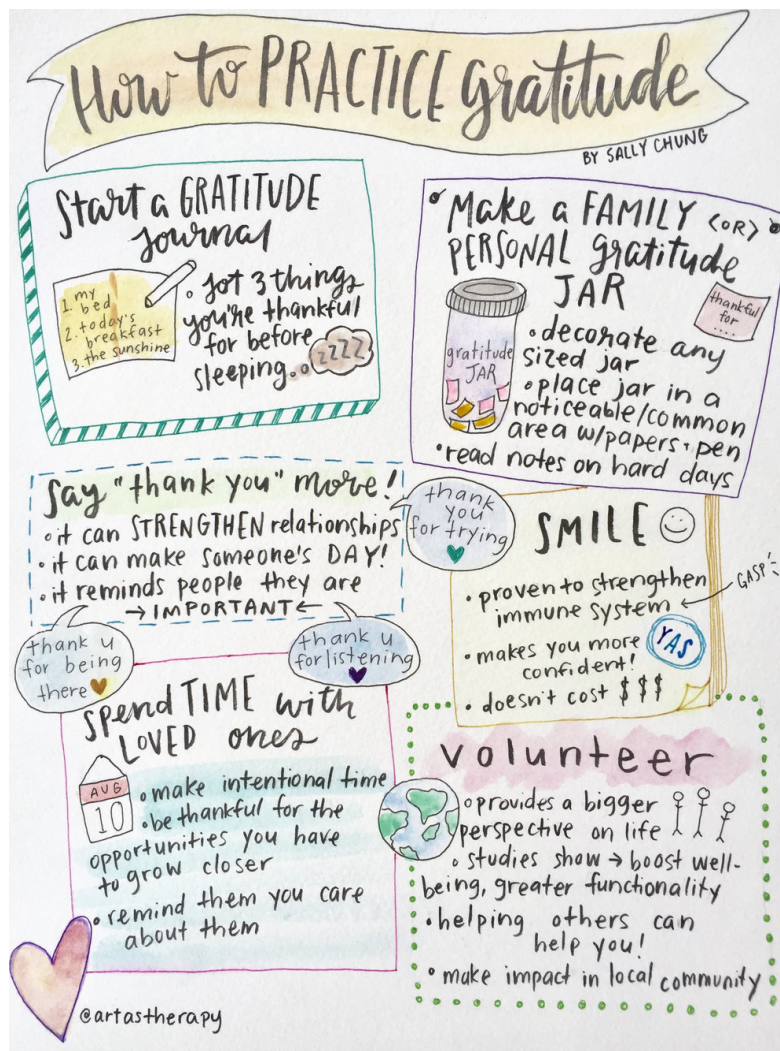 How to PRACTICE gratitude
BY SALLY CHUNG
Start a GRATITUDE
journal
1. my
bed
2. today's
breakfast
3. the sunshine
• jot 3 things
you're thankful
for before
sleeping.
zzzz
Make a FAMILY <OR>
PERSONAL gratitude
JAR
thankful
for
....
gratitude
JAR
• decorate any
sized jar
• place jar in a
noticeable/common
area w/papers + pen
• read notes on hard days
Say "thank you" more!
• it can STRENGTHEN relationships
• it can make someone's DAY!
• it reminds people they are
→ IMPORTANT ←
thank
you
for trying
thank u
for being
there
thank u
for listening
SMILE
• proven to strengthen
immune system ←
GASP!
• makes you more
confident!
YAS
• doesn't cost $$$
Spend TIME with
LOVED ones
AUG
10
• make intentional time
• be thankful for the
opportunities you have
to grow closer
• remind them you care
about them
volunteer
• provides a bigger
perspective on life
• studies show → boost well-
being, greater functionality
• helping others can
help you!
• make impact in local community
@artastherapy